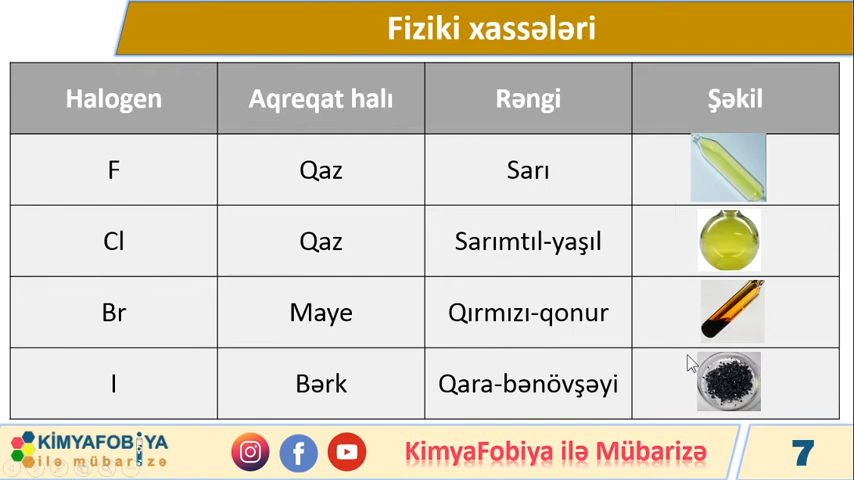 Fiziki xassələri
Halogen Aqreqat halı Rəngi Şəkil
F Qaz Sarı
Cl Qaz Sarımtıl-yaşıl
Br Maye Qırmızı-qonur
I Bərk Qara-bənövşəyi
KİMYAFOBİYA
ilə mübarizə
KimyaFobiya ilə Mübarizə
7